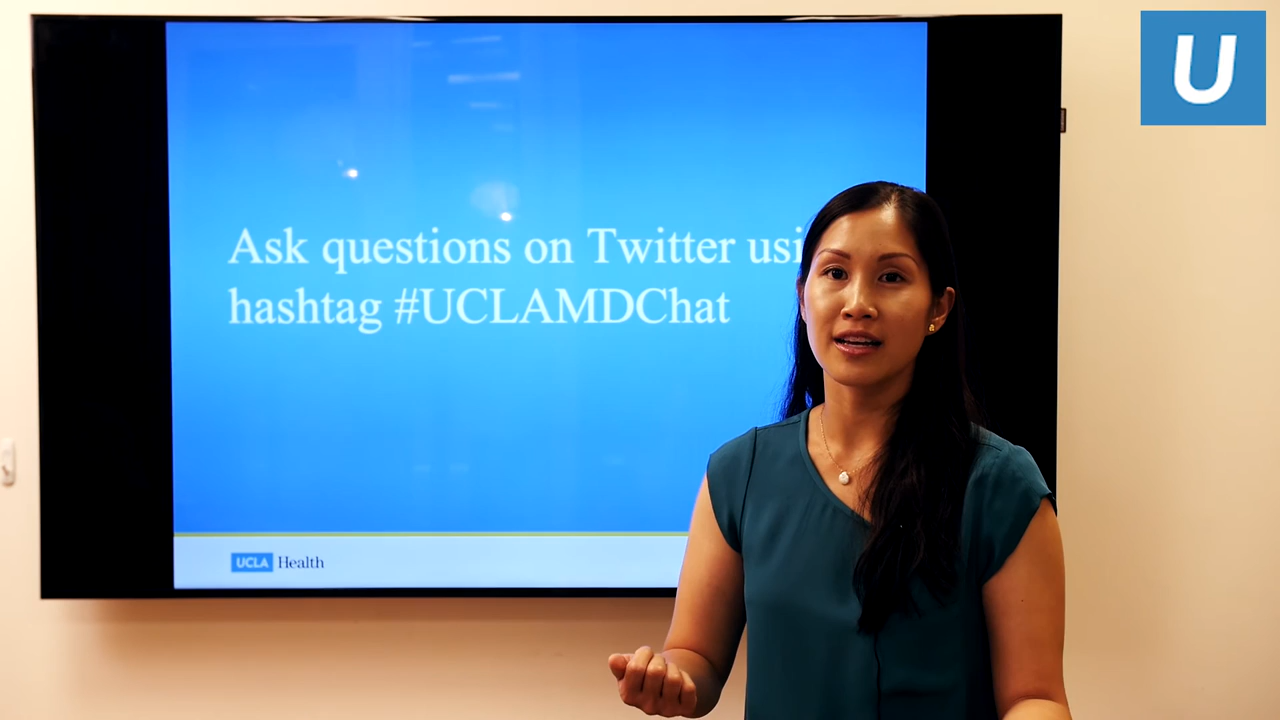 Ask questions on Twitter usi
hashtag #UCLAMDChat
UCLA Health
U